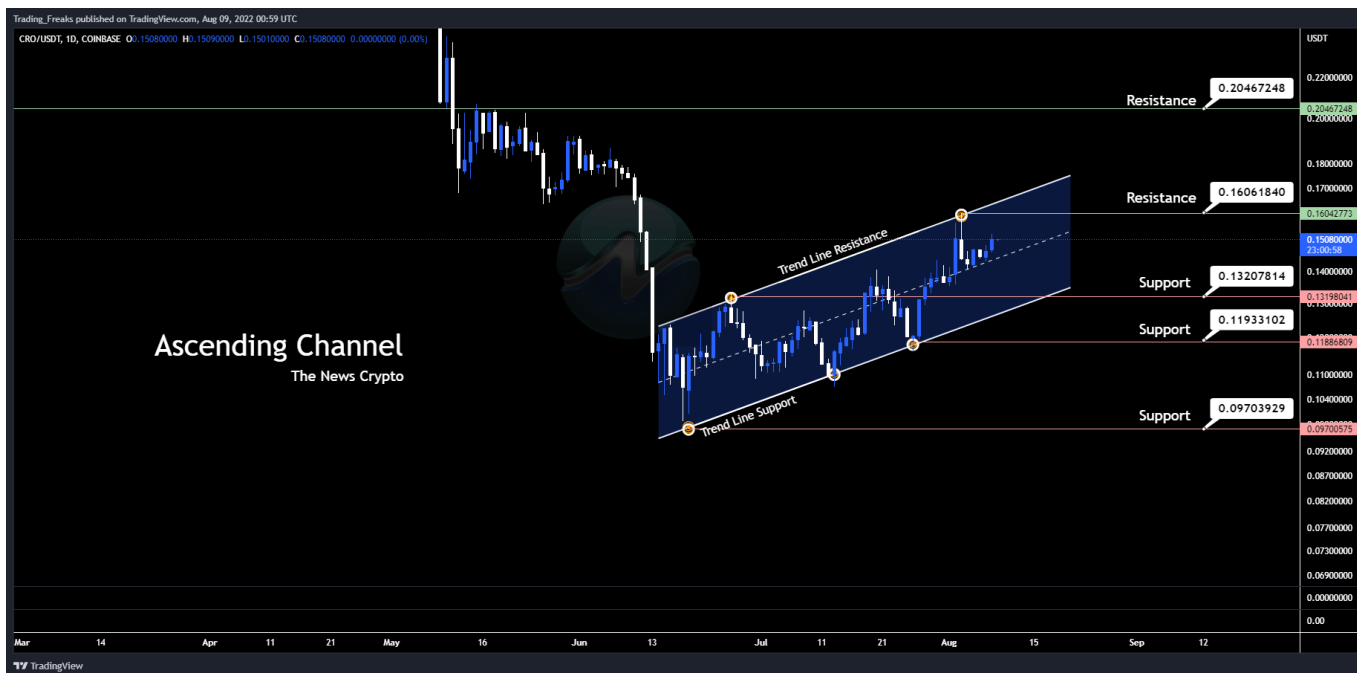 Trading_Freaks published on TradingView.com, Aug 09, 2022 00:59 UTC
CRO/USDT, 1D, COINBASE O0.15080000 H0.15090000 L0.15010000 C0.15080000 0.00000000 (0.00%)
USDT
0.22000000
Resistance
0.20467248
0.20467248
0.20000000
0.18000000
0.17000000
Resistance
0.16061840
0.16042773
Trend Line Resistance
0.15080000
23:00:58
0.14000000
Support
0.13207814
0.13198041
Support
0.11933102
0.11886809
Ascending Channel
The News Crypto
0.11000000
0.10400000
Trend Line Support
Support
0.09703929
0.09700575
0.09200000
0.08700000
0.08200000
0.07700000
0.07300000
0.06900000
0.00000000
0.00
Mar 14 Apr 11 21 May 16 Jun 13 Jul 11 21 Aug 15 Sep 12
TradingView